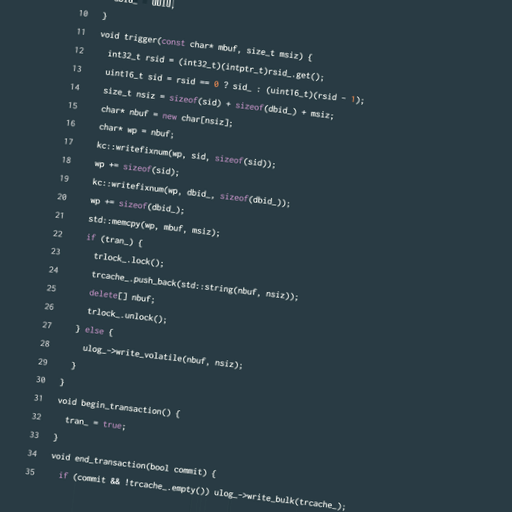 10 }
11 void trigger(const char* mbuf, size_t msiz) {
12 int32_t rsid = (int32_t)(intptr_t)rsid_.get();
13 uint16_t sid = rsid == 0 ? sid_ : (uint16_t)(rsid - 1);
14 size_t nsiz = sizeof(sid) + sizeof(dbid_) + msiz;
15 char* nbuf = new char[nsiz];
16 char* wp = nbuf;
17 kc::writefixnum(wp, sid, sizeof(sid));
18 wp += sizeof(sid);
19 kc::writefixnum(wp, dbid_, sizeof(dbid_));
20 wp += sizeof(dbid_);
21 std::memcpy(wp, mbuf, msiz);
22 if (tran_) {
23 trlock_.lock();
24 trcache_.push_back(std::string(nbuf, nsiz));
25 delete[] nbuf;
26 trlock_.unlock();
27 } else {
28 ulog_->write_volatile(nbuf, nsiz);
29 }
30 }
31 void begin_transaction() {
32 tran_ = true;
33 }
34 void end_transaction(bool commit) {
35 if (commit && !trcache_.empty()) ulog_->write_bulk(trcache_);